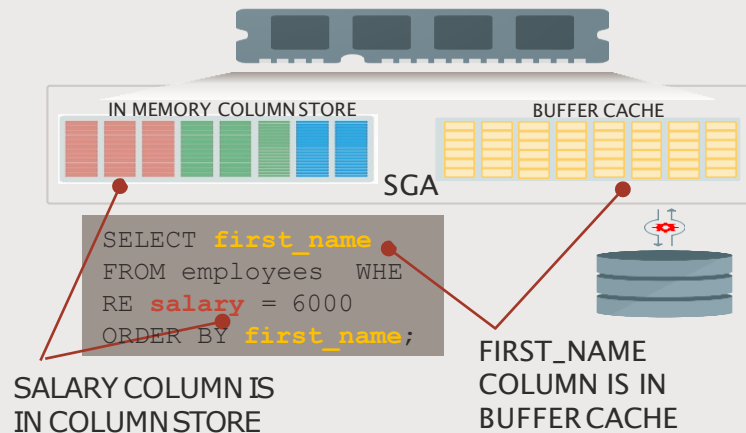 IN MEMORY COLUMN STORE
BUFFER CACHE
SGA
SELECT first_name
FROM employees WHE
RE salary = 6000
ORDER BY first_name;
SALARY COLUMN IS
IN COLUMN STORE
FIRST_NAME
COLUMN IS IN
BUFFER CACHE